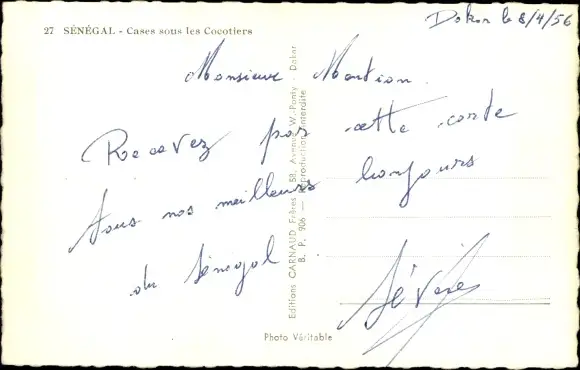 Dakar le 8/4/56
27 SÉNÉGAL - Cases sous les Cocotiers
Monsieur
Recevez par cette carte
tous nos meilleurs bonjours
du Sénégal
Editions CARNAUD Frères - 58, Avenue W.-Ponty - Dakar
B. P. 906 — Reproduction interdite
Photo Véritable